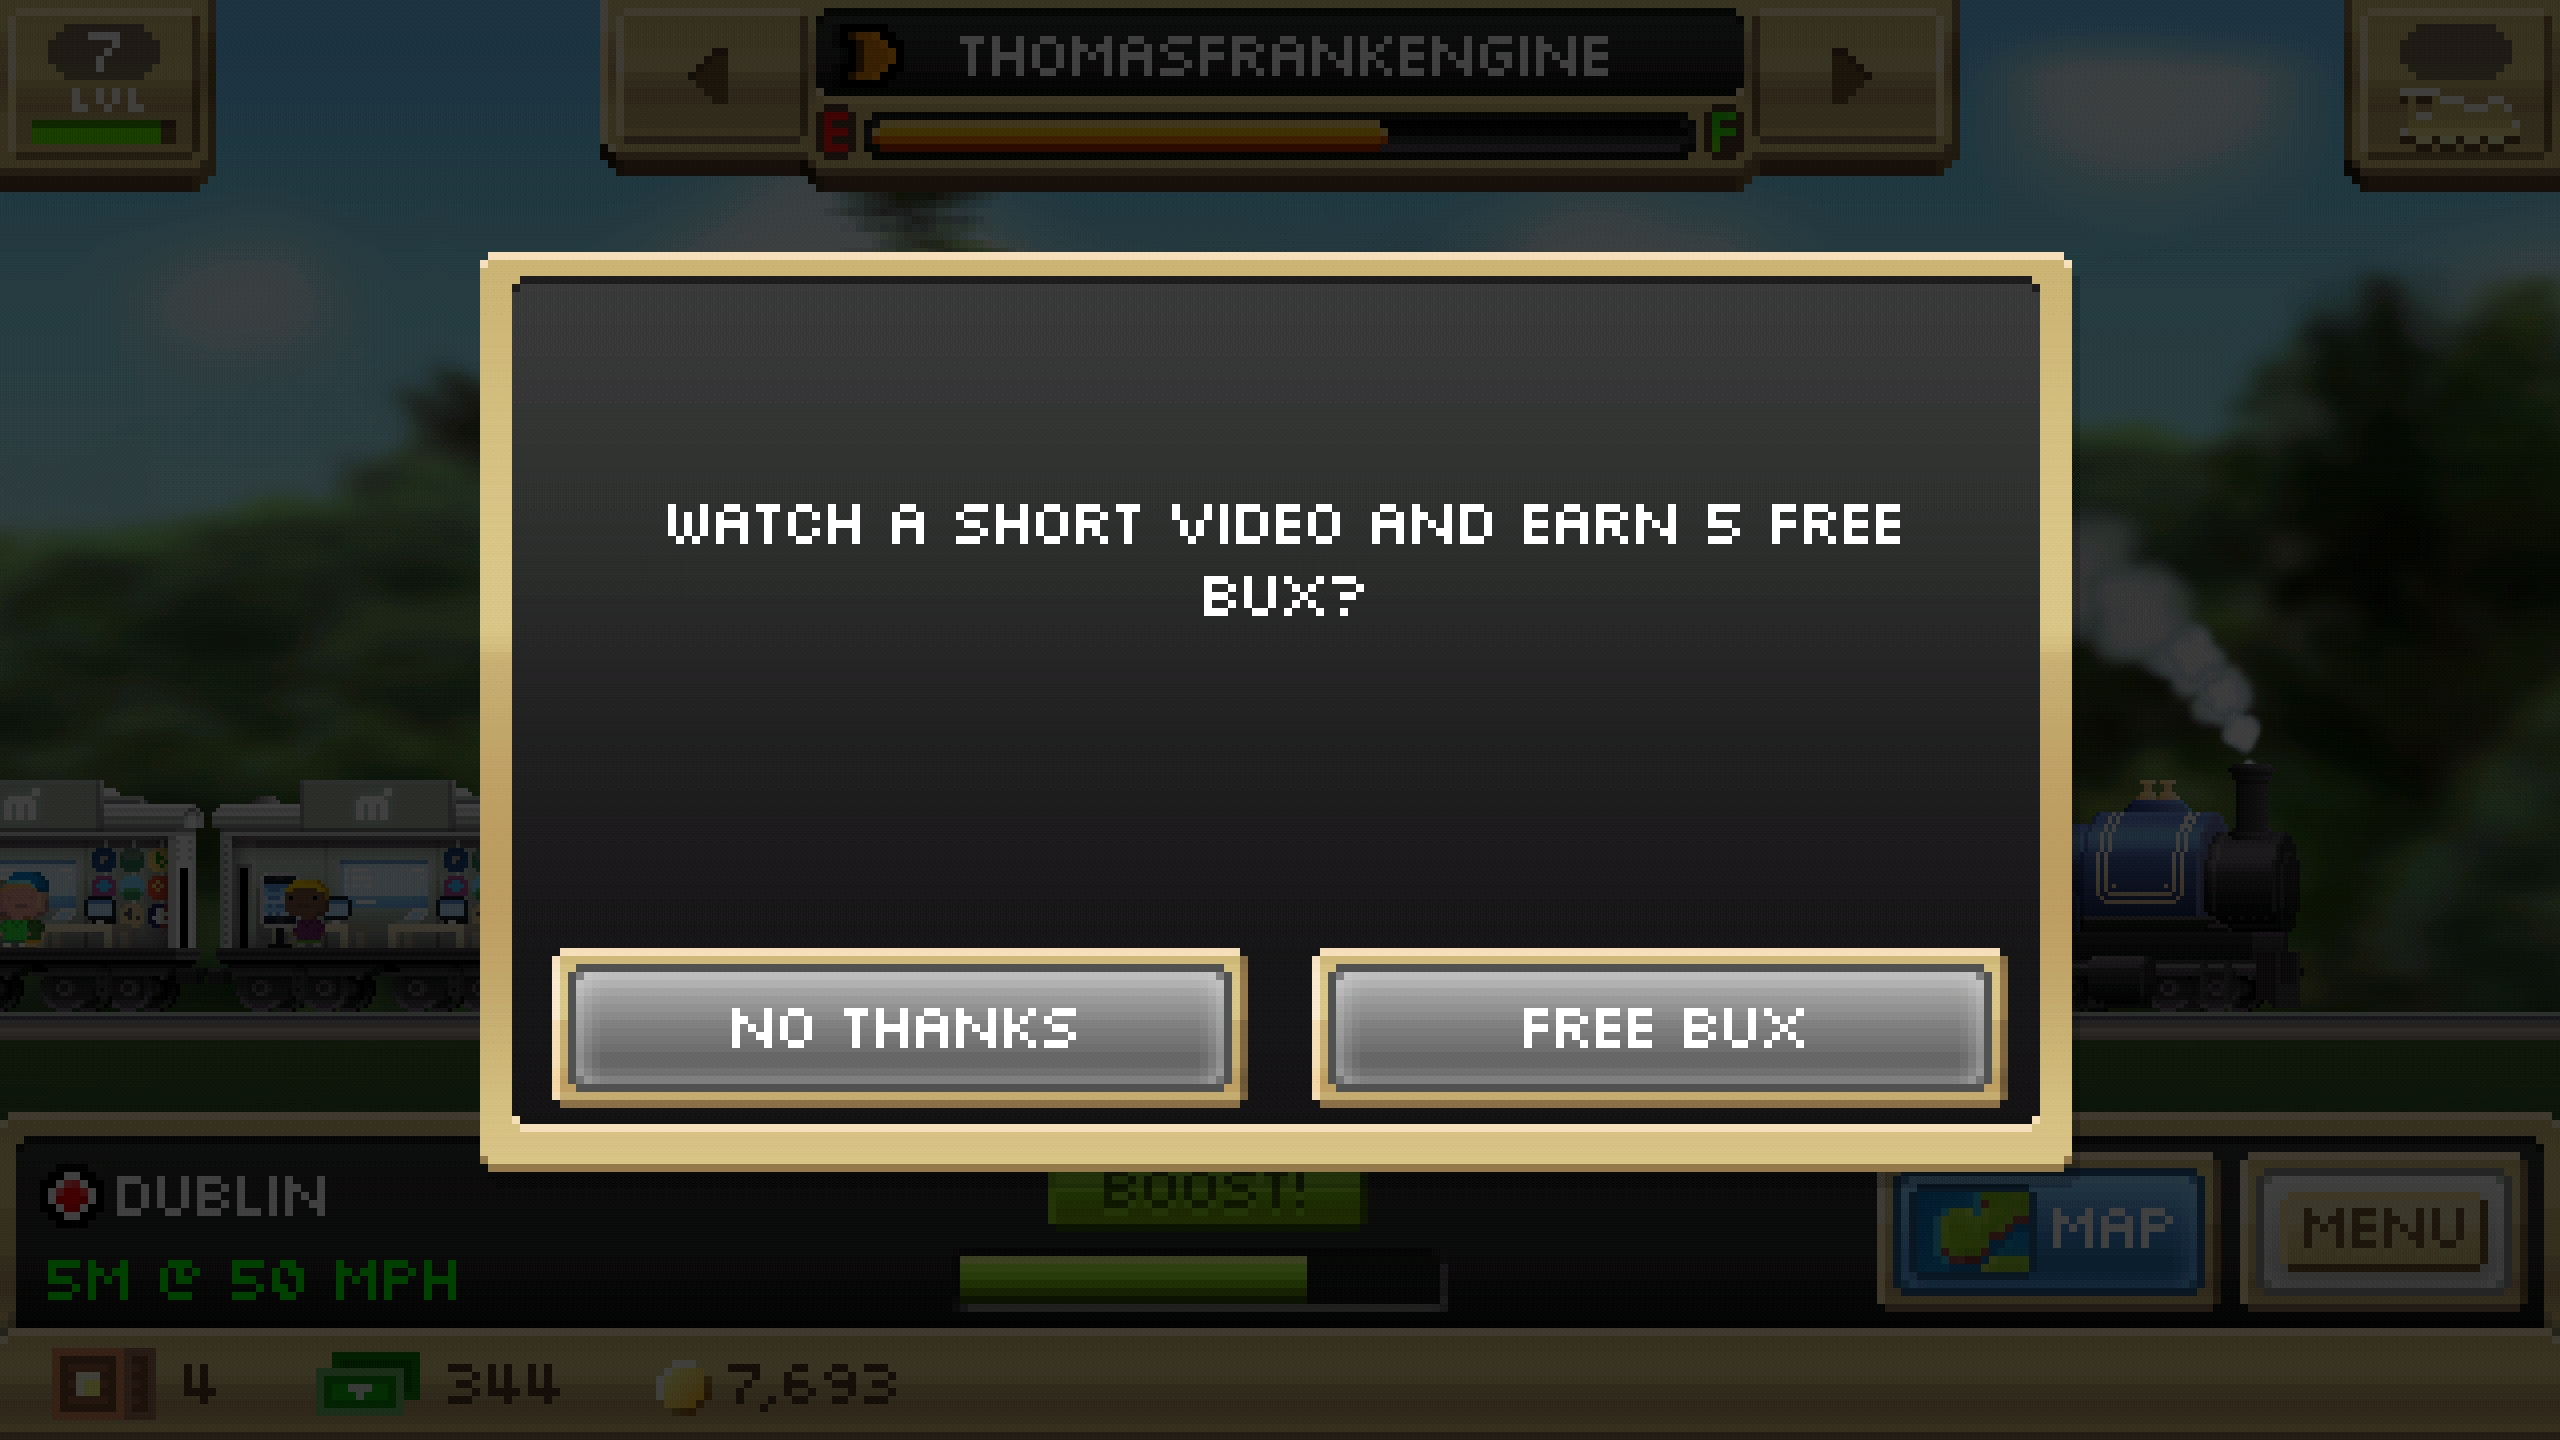 7
LVL
THOMASFRANKENGINE
E F
WATCH A SHORT VIDEO AND EARN 5 FREE
BUX?
NO THANKS
FREE BUX
DUBLIN
5M @ 50 MPH
BOOST!
MAP
MENU
4
344
7,693